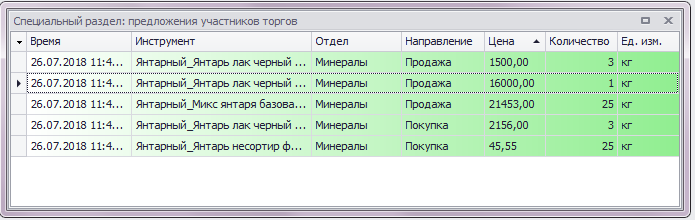 Специальный раздел: предложения участников торгов
Время Инструмент Отдел Направление Цена Количество Ед. изм.
26.07.2018 11:4... Янтарный_Янтарь лак черный ... Минералы Продажа 1500,00 3 кг
26.07.2018 11:4... Янтарный_Янтарь лак черный ... Минералы Продажа 16000,00 1 кг
26.07.2018 11:4... Янтарный_Микс янтаря базова... Минералы Продажа 21453,00 25 кг
26.07.2018 11:4... Янтарный_Янтарь лак черный ... Минералы Покупка 2156,00 3 кг
26.07.2018 11:4... Янтарный_Янтарь несортир ф... Минералы Покупка 45,55 25 кг